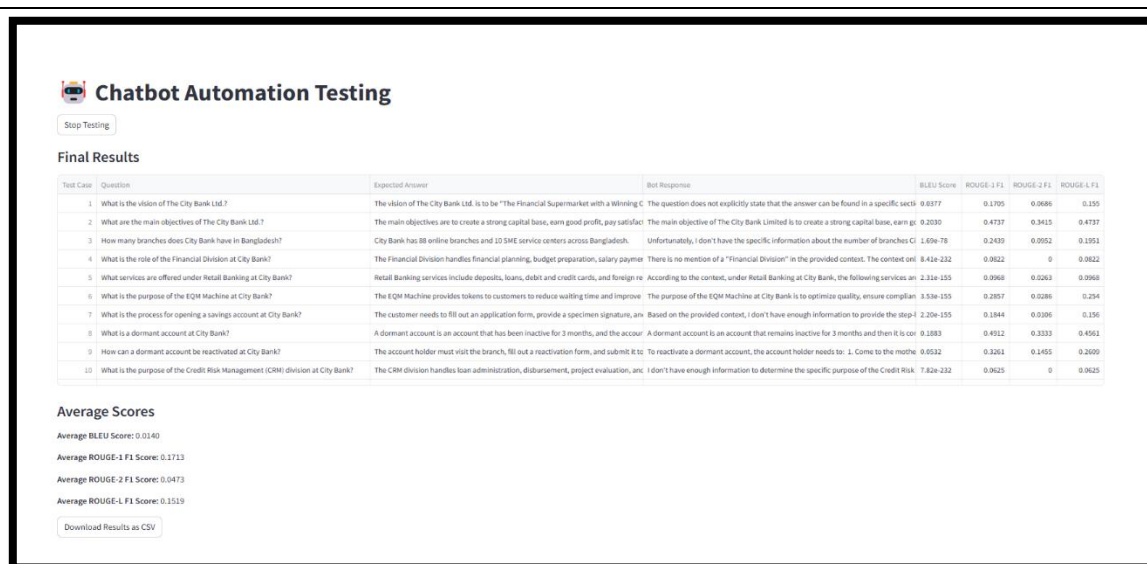 Chatbot Automation Testing
Stop Testing
Final Results
Test Case Question Expected Answer Bot Response BLEU Score ROUGE-1 F1 ROUGE-2 F1 ROUGE-L F1
1 What is the vision of The City Bank Ltd.? The vision of The City Bank Ltd. is to be "The Financial Supermarket with a Winning C The question does not explicitly state that the answer can be found in a specific secti 0.0377 0.1705 0.0686 0.155
2 What are the main objectives of The City Bank Ltd.? The main objectives are to create a strong capital base, earn good profit, pay satisfact The main objective of The City Bank Limited is to create a strong capital base, earn go 0.2030 0.4737 0.3415 0.4737
3 How many branches does City Bank have in Bangladesh? City Bank has 88 online branches and 10 SME service centers across Bangladesh. Unfortunately, I don't have the specific information about the number of branches Ci 1.69e-78 0.2439 0.0952 0.1951
4 What is the role of the Financial Division at City Bank? The Financial Division handles financial planning, budget preparation, salary paymen There is no mention of a "Financial Division" in the provided context. The context onl 8.41e-232 0.0822 0 0.0822
5 What services are offered under Retail Banking at City Bank? Retail Banking services include deposits, loans, debit and credit cards, and foreign re According to the context, under Retail Banking at City Bank, the following services ar 2.31e-155 0.0968 0.0263 0.0968
6 What is the purpose of the EQM Machine at City Bank? The EQM Machine provides tokens to customers to reduce waiting time and improve The purpose of the EQM Machine at City Bank is to optimize quality, ensure complian 3.53e-155 0.2857 0.0286 0.254
7 What is the process for opening a savings account at City Bank? The customer needs to fill out an application form, provide a specimen signature, an Based on the provided context, I don't have enough information to provide the step-l 2.20e-155 0.1844 0.0106 0.156
8 What is a dormant account at City Bank? A dormant account is an account that has been inactive for 3 months, and the accour A dormant account is an account that remains inactive for 3 months and then it is cor 0.1883 0.4912 0.3333 0.4561
9 How can a dormant account be reactivated at City Bank? The account holder must visit the branch, fill out a reactivation form, and submit it to To reactivate a dormant account, the account holder needs to: 1. Come to the mothe 0.0532 0.3261 0.1455 0.2609
10 What is the purpose of the Credit Risk Management (CRM) division at City Bank? The CRM division handles loan administration, disbursement, project evaluation, anc I don't have enough information to determine the specific purpose of the Credit Risk 7.82e-232 0.0625 0 0.0625
Average Scores
Average BLEU Score: 0.0140
Average ROUGE-1 F1 Score: 0.1713
Average ROUGE-2 F1 Score: 0.0473
Average ROUGE-L F1 Score: 0.1519
Download Results as CSV